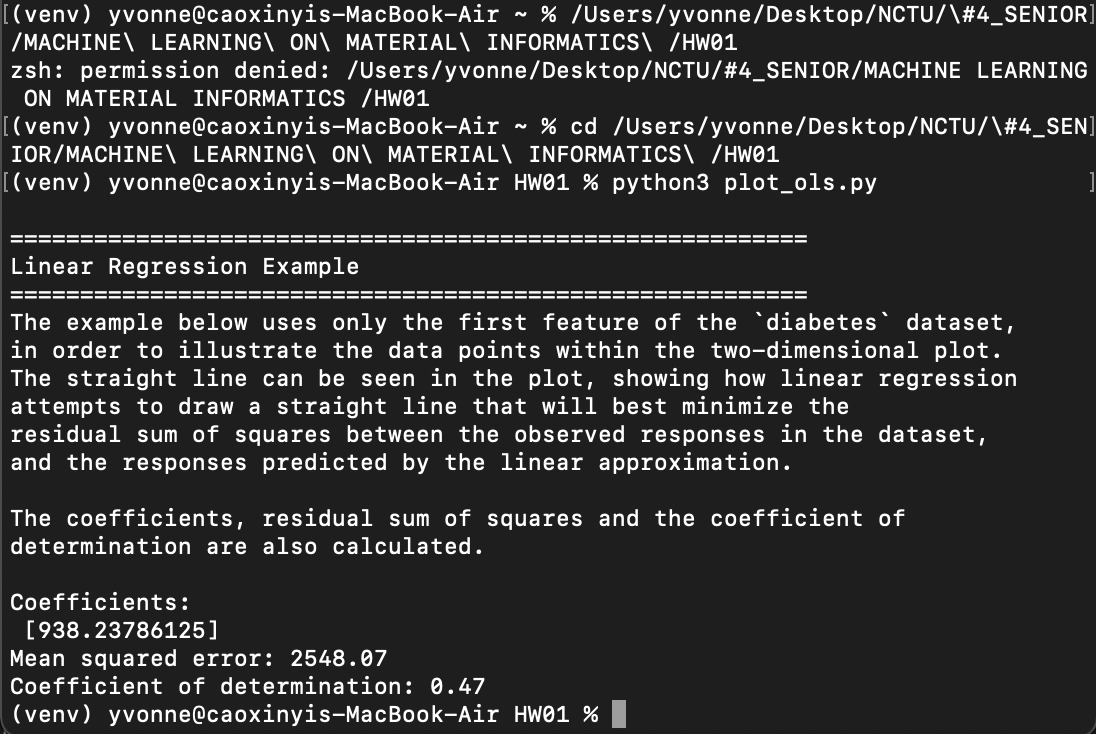 [(venv) yvonne@caoxinyis-MacBook-Air ~ % /Users/yvonne/Desktop/NCTU/\#4_SENIOR]
/MACHINE\ LEARNING\ ON\ MATERIAL\ INFORMATICS\ /HW01
zsh: permission denied: /Users/yvonne/Desktop/NCTU/#4_SENIOR/MACHINE LEARNING
 ON MATERIAL INFORMATICS /HW01
[(venv) yvonne@caoxinyis-MacBook-Air ~ % cd /Users/yvonne/Desktop/NCTU/\#4_SEN]
IOR/MACHINE\ LEARNING\ ON\ MATERIAL\ INFORMATICS\ /HW01
[(venv) yvonne@caoxinyis-MacBook-Air HW01 % python3 plot_ols.py ]
=========================================================
Linear Regression Example
=========================================================
The example below uses only the first feature of the `diabetes` dataset,
in order to illustrate the data points within the two-dimensional plot.
The straight line can be seen in the plot, showing how linear regression
attempts to draw a straight line that will best minimize the
residual sum of squares between the observed responses in the dataset,
and the responses predicted by the linear approximation.
The coefficients, residual sum of squares and the coefficient of
determination are also calculated.
Coefficients:
 [938.23786125]
Mean squared error: 2548.07
Coefficient of determination: 0.47
(venv) yvonne@caoxinyis-MacBook-Air HW01 %